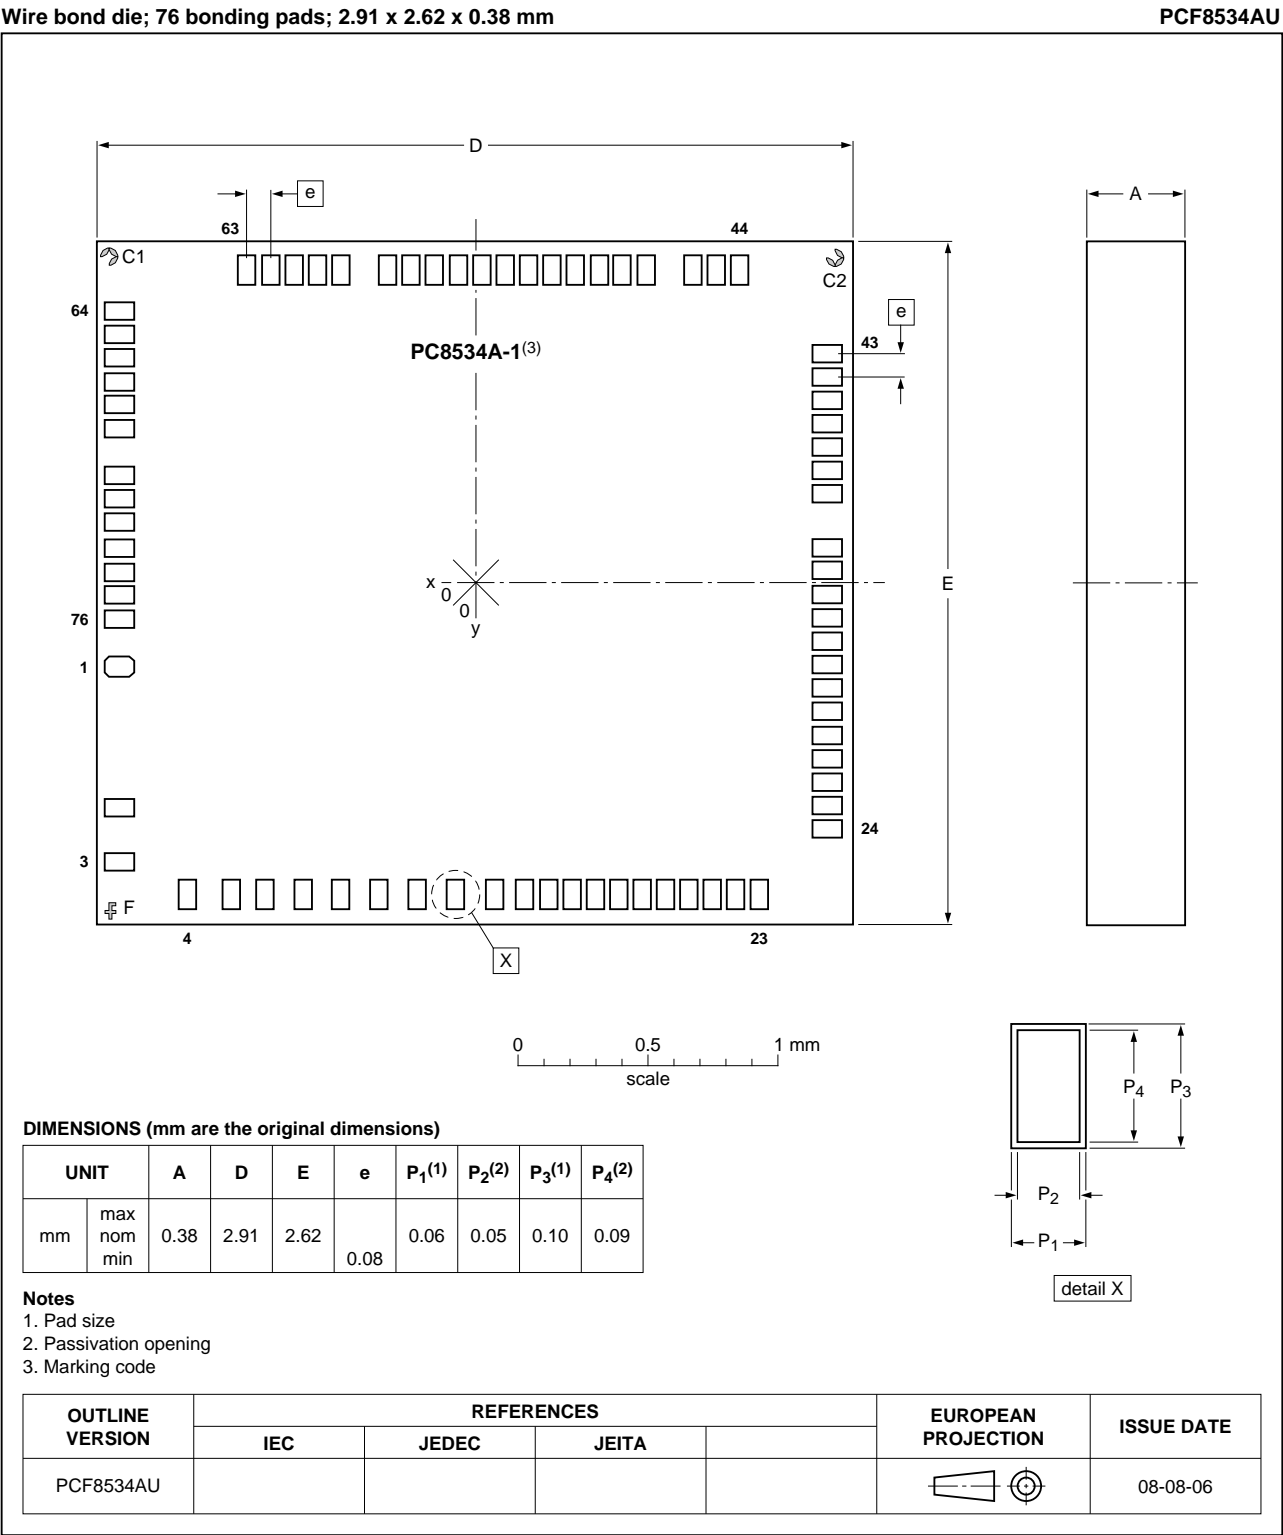 Wire bond die; 76 bonding pads; 2.91 x 2.62 x 0.38 mm PCF8534AU
D
e
A
63 44
C1
C2
64
e
43
PC8534A-1(3)
x
0
0
y
E
76
1
24
3
F
4 23
X
0 0.5 1 mm
scale
P4 P3
P2
P1
detail X
DIMENSIONS (mm are the original dimensions)
UNIT A D E e P1(1) P2(2) P3(1) P4(2)
mm max nom min 0.38 2.91 2.62 0.08 0.06 0.05 0.10 0.09
Notes
1. Pad size
2. Passivation opening
3. Marking code
OUTLINE VERSION REFERENCES EUROPEAN PROJECTION ISSUE DATE
IEC JEDEC JEITA
PCF8534AU 08-08-06